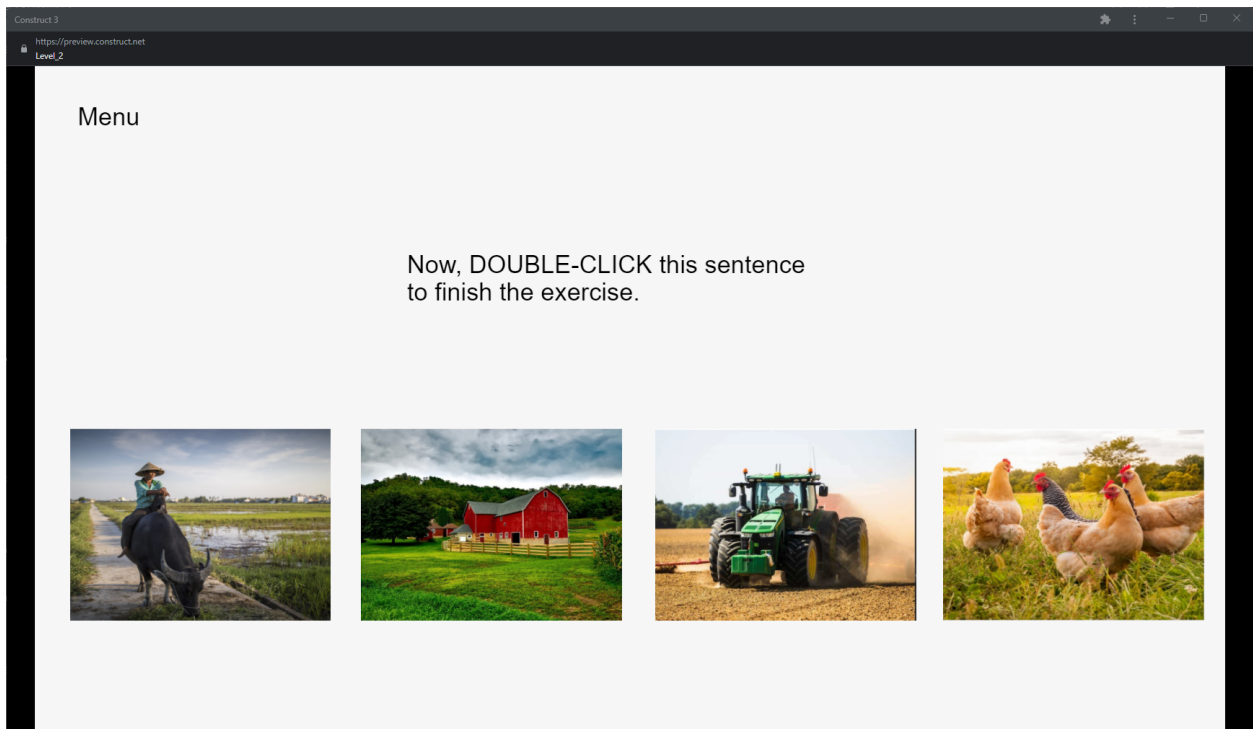 Construct 3
https://preview.construct.net
Level_2
Menu
Now, DOUBLE-CLICK this sentence
to finish the exercise.